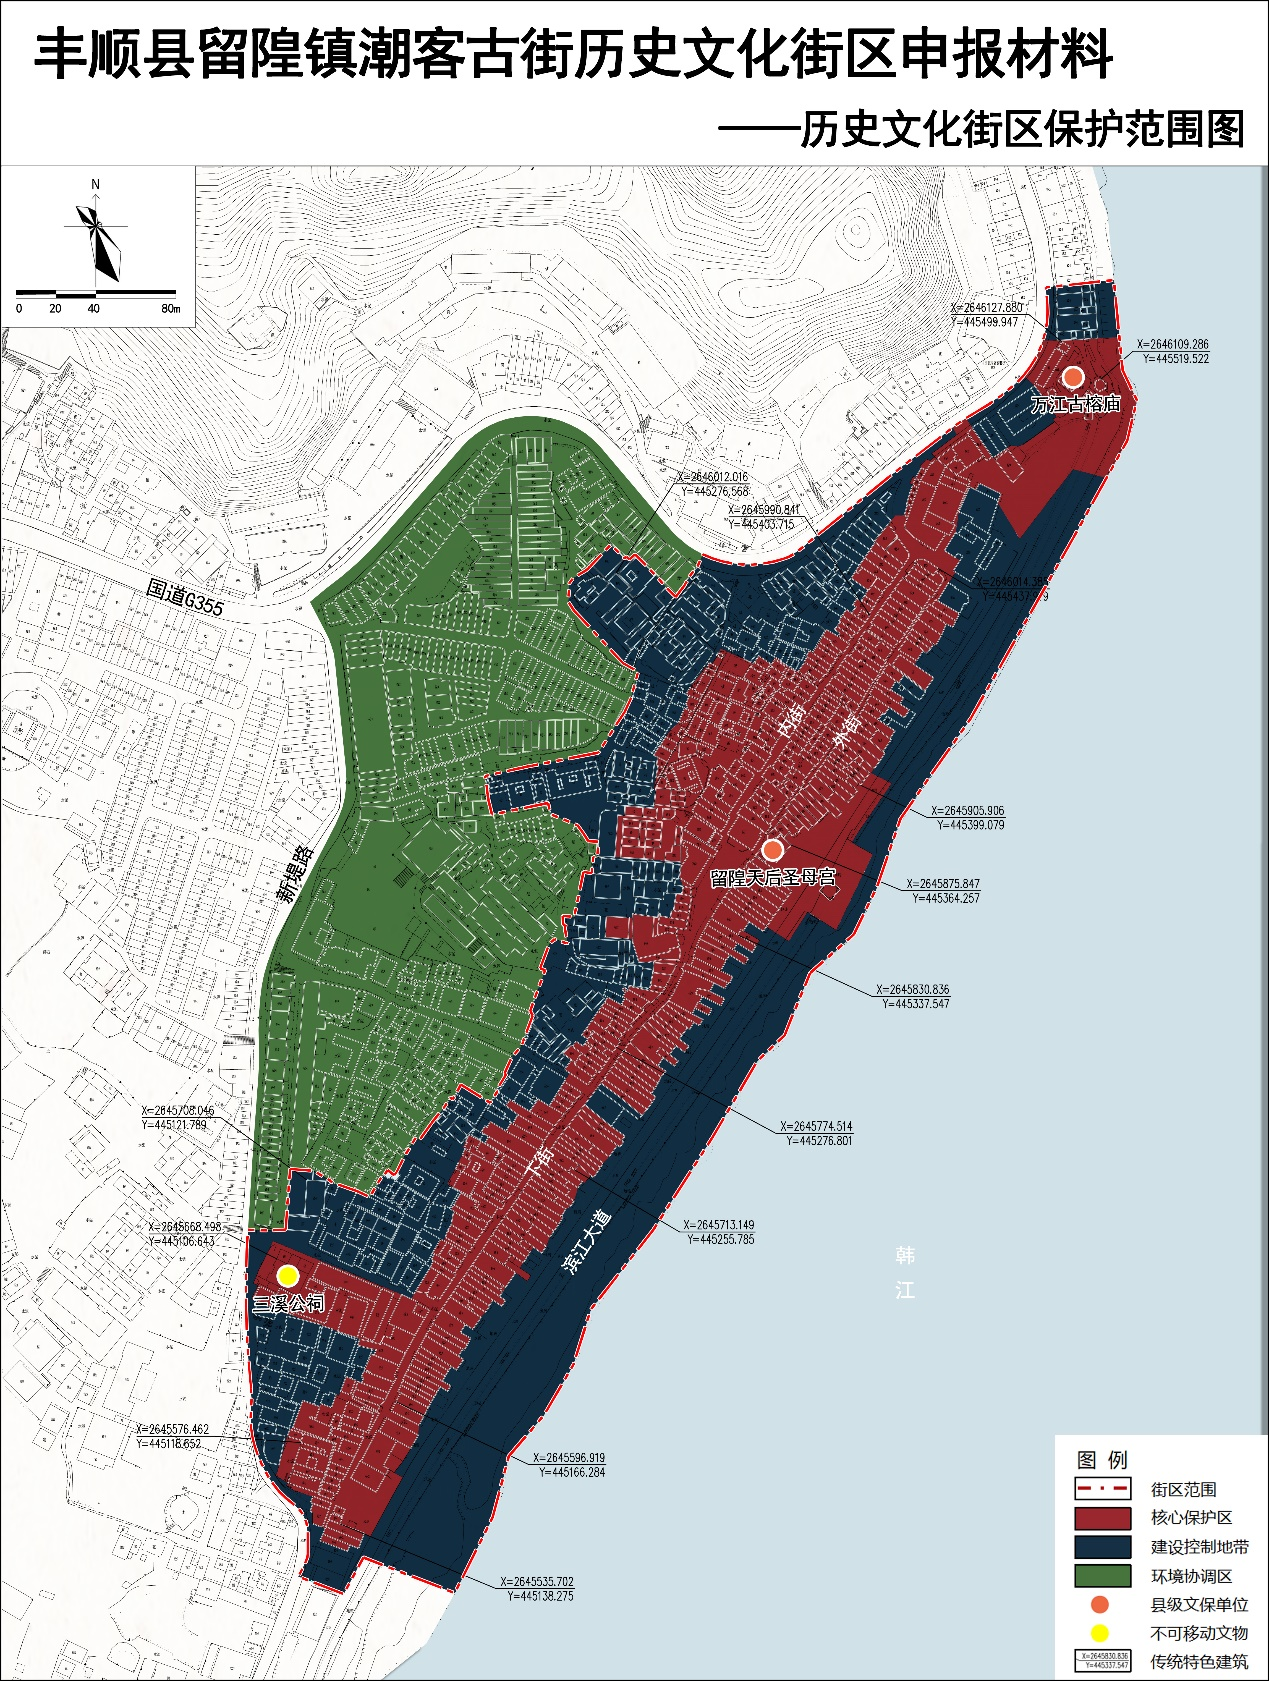 丰顺县留隍镇潮客古街历史文化街区申报材料
——历史文化街区保护范围图
N
0 20 40 80m
X=2646127.880
Y=445499.947
X=2646109.286
Y=445519.522
万江古榕庙
X=2646012.016
Y=445276.568
X=2645990.841
Y=445403.715
国道G355
内街
外街
X=2645905.906
Y=445399.079
新堤路
留隍天后圣母宫
X=2645875.847
Y=445364.257
X=2645830.836
Y=445337.547
X=2645708.046
Y=445121.789
X=2645774.514
Y=445276.801
下街
X=2645668.498
Y=445106.643
X=2645713.149
Y=445255.785
滨江大道
韩江
三溪公祠
X=2645576.462
Y=445118.652
X=2645596.919
Y=445166.284
X=2645535.702
Y=445138.275
图 例
街区范围
核心保护区
建设控制地带
环境协调区
县级文保单位
不可移动文物
X=2645830.836
Y=445337.547
传统特色建筑